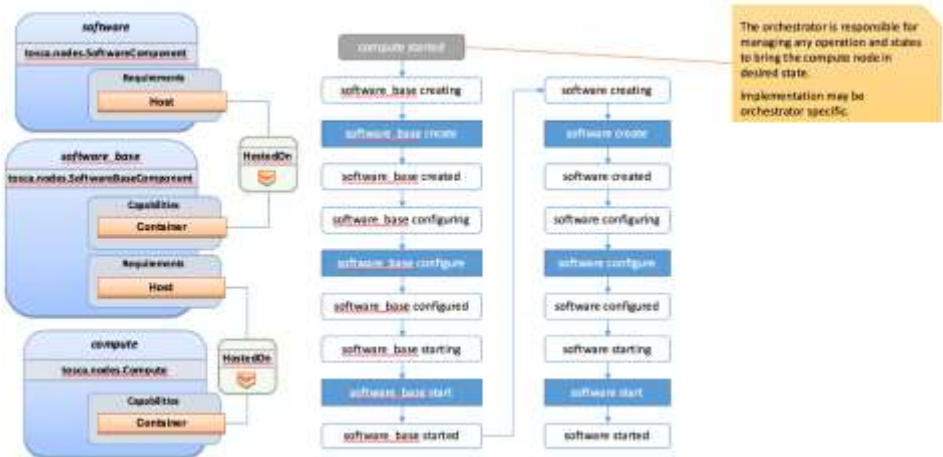 software
tosca.nodes.SoftwareComponent
Requirements
Host
HostedOn
software_base
tosca.nodes.SoftwareBaseComponent
Capabilities
Container
Requirements
Host
HostedOn
compute
tosca.nodes.Compute
Capabilities
Container
compute started
software_base creating
software_base create
software_base created
software_base configuring
software_base configure
software_base configured
software_base starting
software_base start
software_base started
software creating
software create
software created
software configuring
software configure
software configured
software starting
software start
software started
The orchestrator is responsible for
managing any operation and states
to bring the compute node in
desired state.
Implementation may be
orchestrator specific.